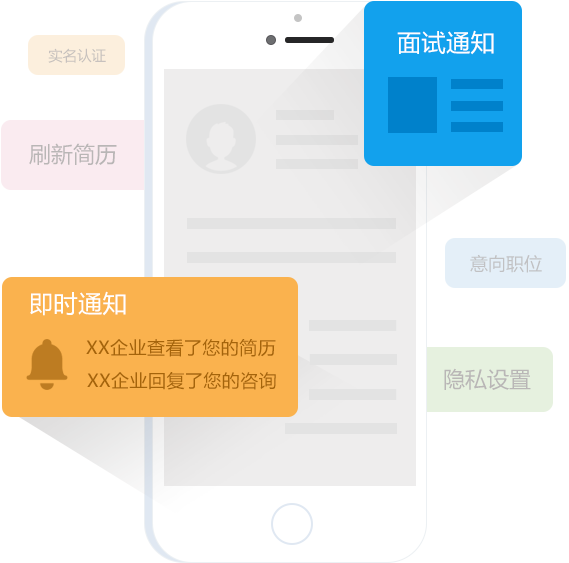 面试通知
实名认证
刷新简历
意向职位
即时通知
XX企业查看了您的简历
XX企业回复了您的咨询
隐私设置